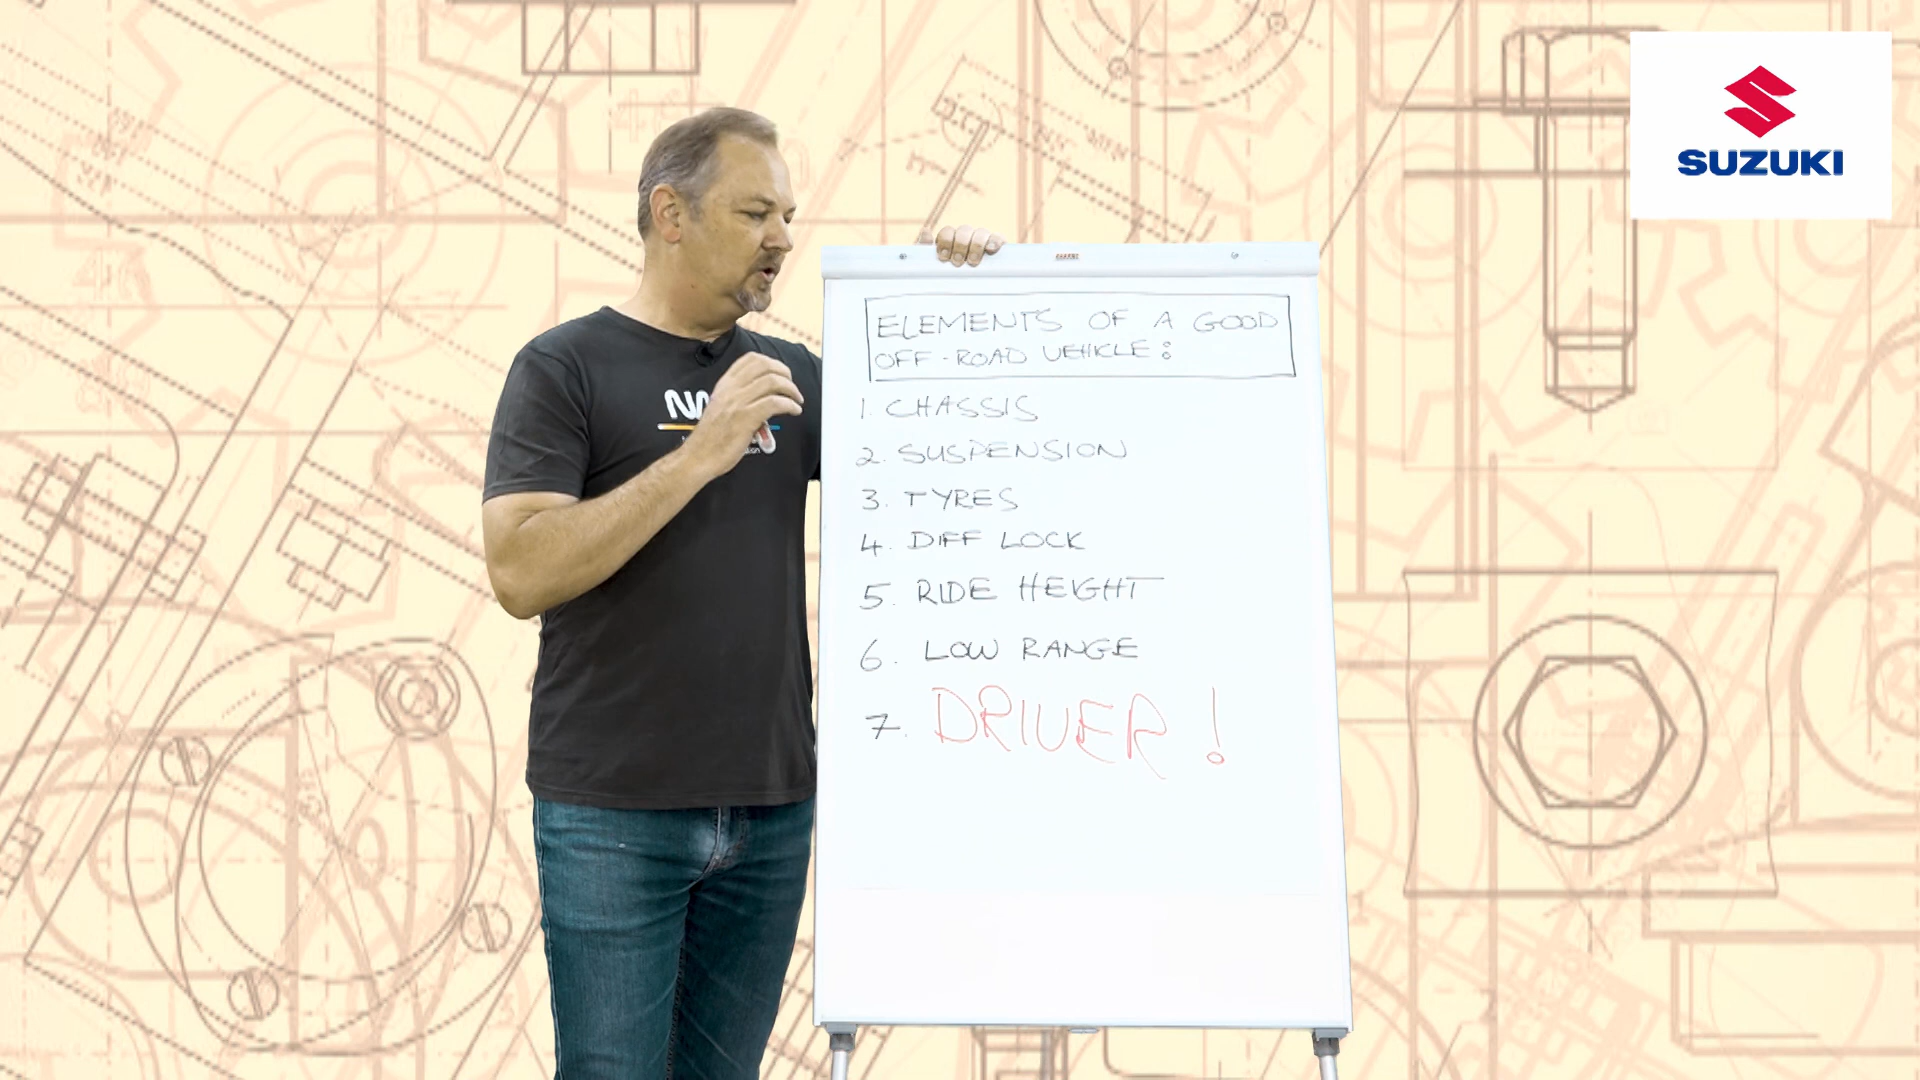 SUZUKI
ELEMENTS OF A GOOD
OFF-ROAD VEHICLE:
1. CHASSIS
2. SUSPENSION
3. TYRES
4. DIFF LOCK
5. RIDE HEIGHT
6. LOW RANGE
7. DRIVER!